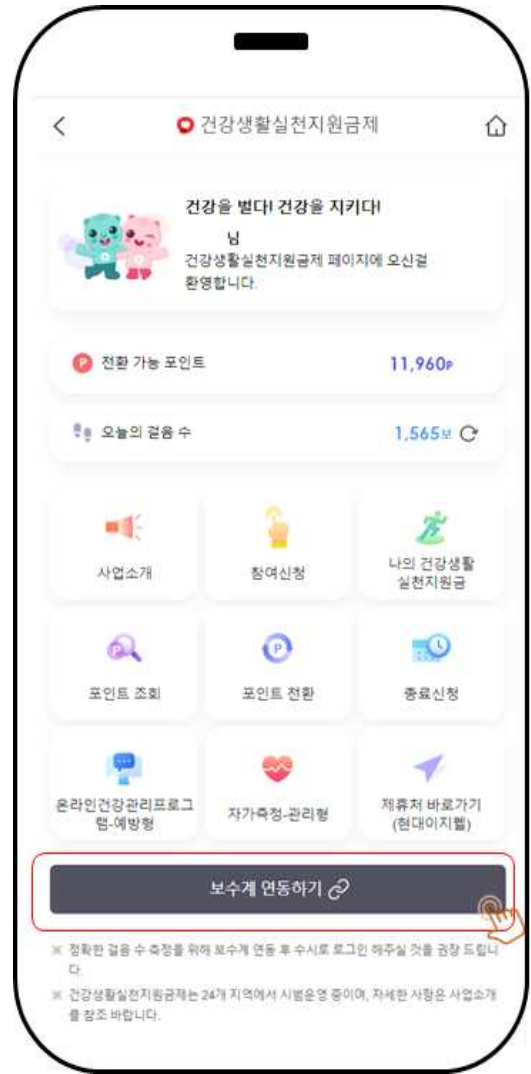 건강생활실천지원금제
건강을 벌다! 건강을 지키다!
님
건강생활실천지원금제 페이지에 오신걸
환영합니다.
P 전환 가능 포인트 11,960P
오늘의 걸음 수 1,565보
사업소개
참여신청
나의 건강생활
실천지원금
P
포인트 조회
P
포인트 전환
종료신청
온라인건강관리프로그
램-예방형
자가측정-관리형
제휴처 바로가기
(현대이지웰)
보수계 연동하기
※ 정확한 걸음 수 측정을 위해 보수계 연동 후 수시로 로그인 해주실 것을 권장 드립니
다.
※ 건강생활실천지원금제는 24개 지역에서 시범운영 중이며, 자세한 사항은 사업소개
를 참조 바랍니다.